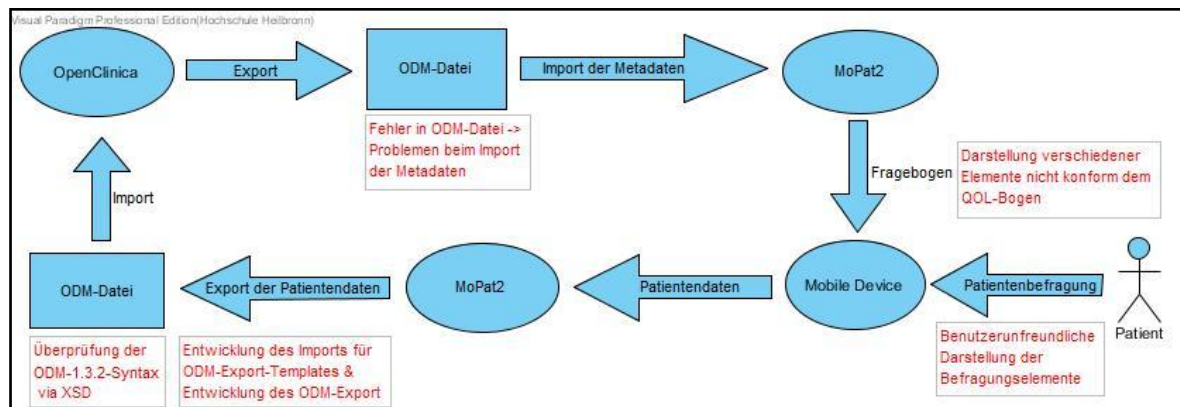 Visual Paradigm Professional Edition(Hochschule Heilbronn)
OpenClinica
Export
ODM-Datei
Import der Metadaten
MoPat2
Fehler in ODM-Datei ->
Problemen beim Import
der Metadaten
Fragebogen
Darstellung verschiedener
Elemente nicht konform dem
QOL-Bogen
Import
ODM-Datei
Export der Patientendaten
MoPat2
Patientendaten
Mobile Device
Patientenbefragung
Patient
Überprüfung der
ODM-1.3.2-Syntax
via XSD
Entwicklung des Imports für
ODM-Export-Templates &
Entwicklung des ODM-Export
Benutzerunfreundliche
Darstellung der
Befragungselemente